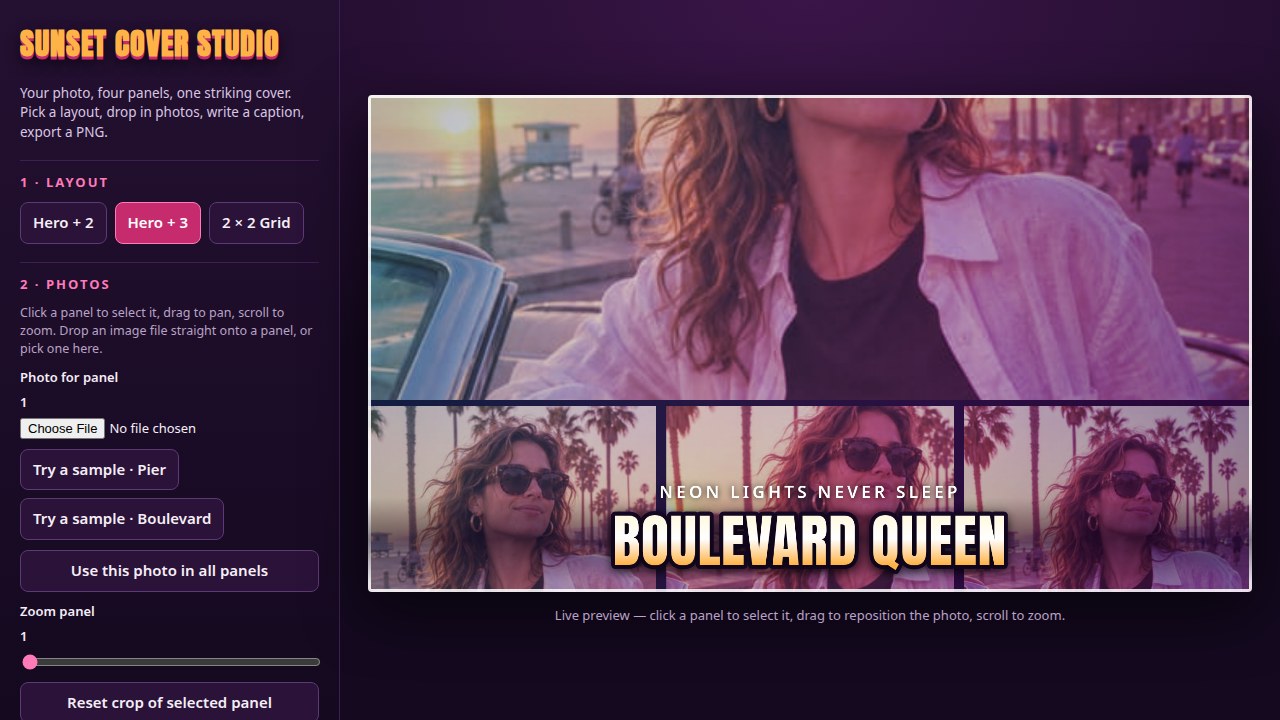 SUNSET COVER STUDIO
Your photo, four panels, one striking cover.
Pick a layout, drop in photos, write a caption,
export a PNG.
1 · LAYOUT
Hero + 2
Hero + 3
2 × 2 Grid
2 · PHOTOS
Click a panel to select it, drag to pan, scroll to
zoom. Drop an image file straight onto a panel, or
pick one here.
Photo for panel
1
Choose File No file chosen
Try a sample · Pier
Try a sample · Boulevard
Use this photo in all panels
Zoom panel
1
Reset crop of selected panel
NEON LIGHTS NEVER SLEEP
BOULEVARD QUEEN
Live preview — click a panel to select it, drag to reposition the photo, scroll to zoom.